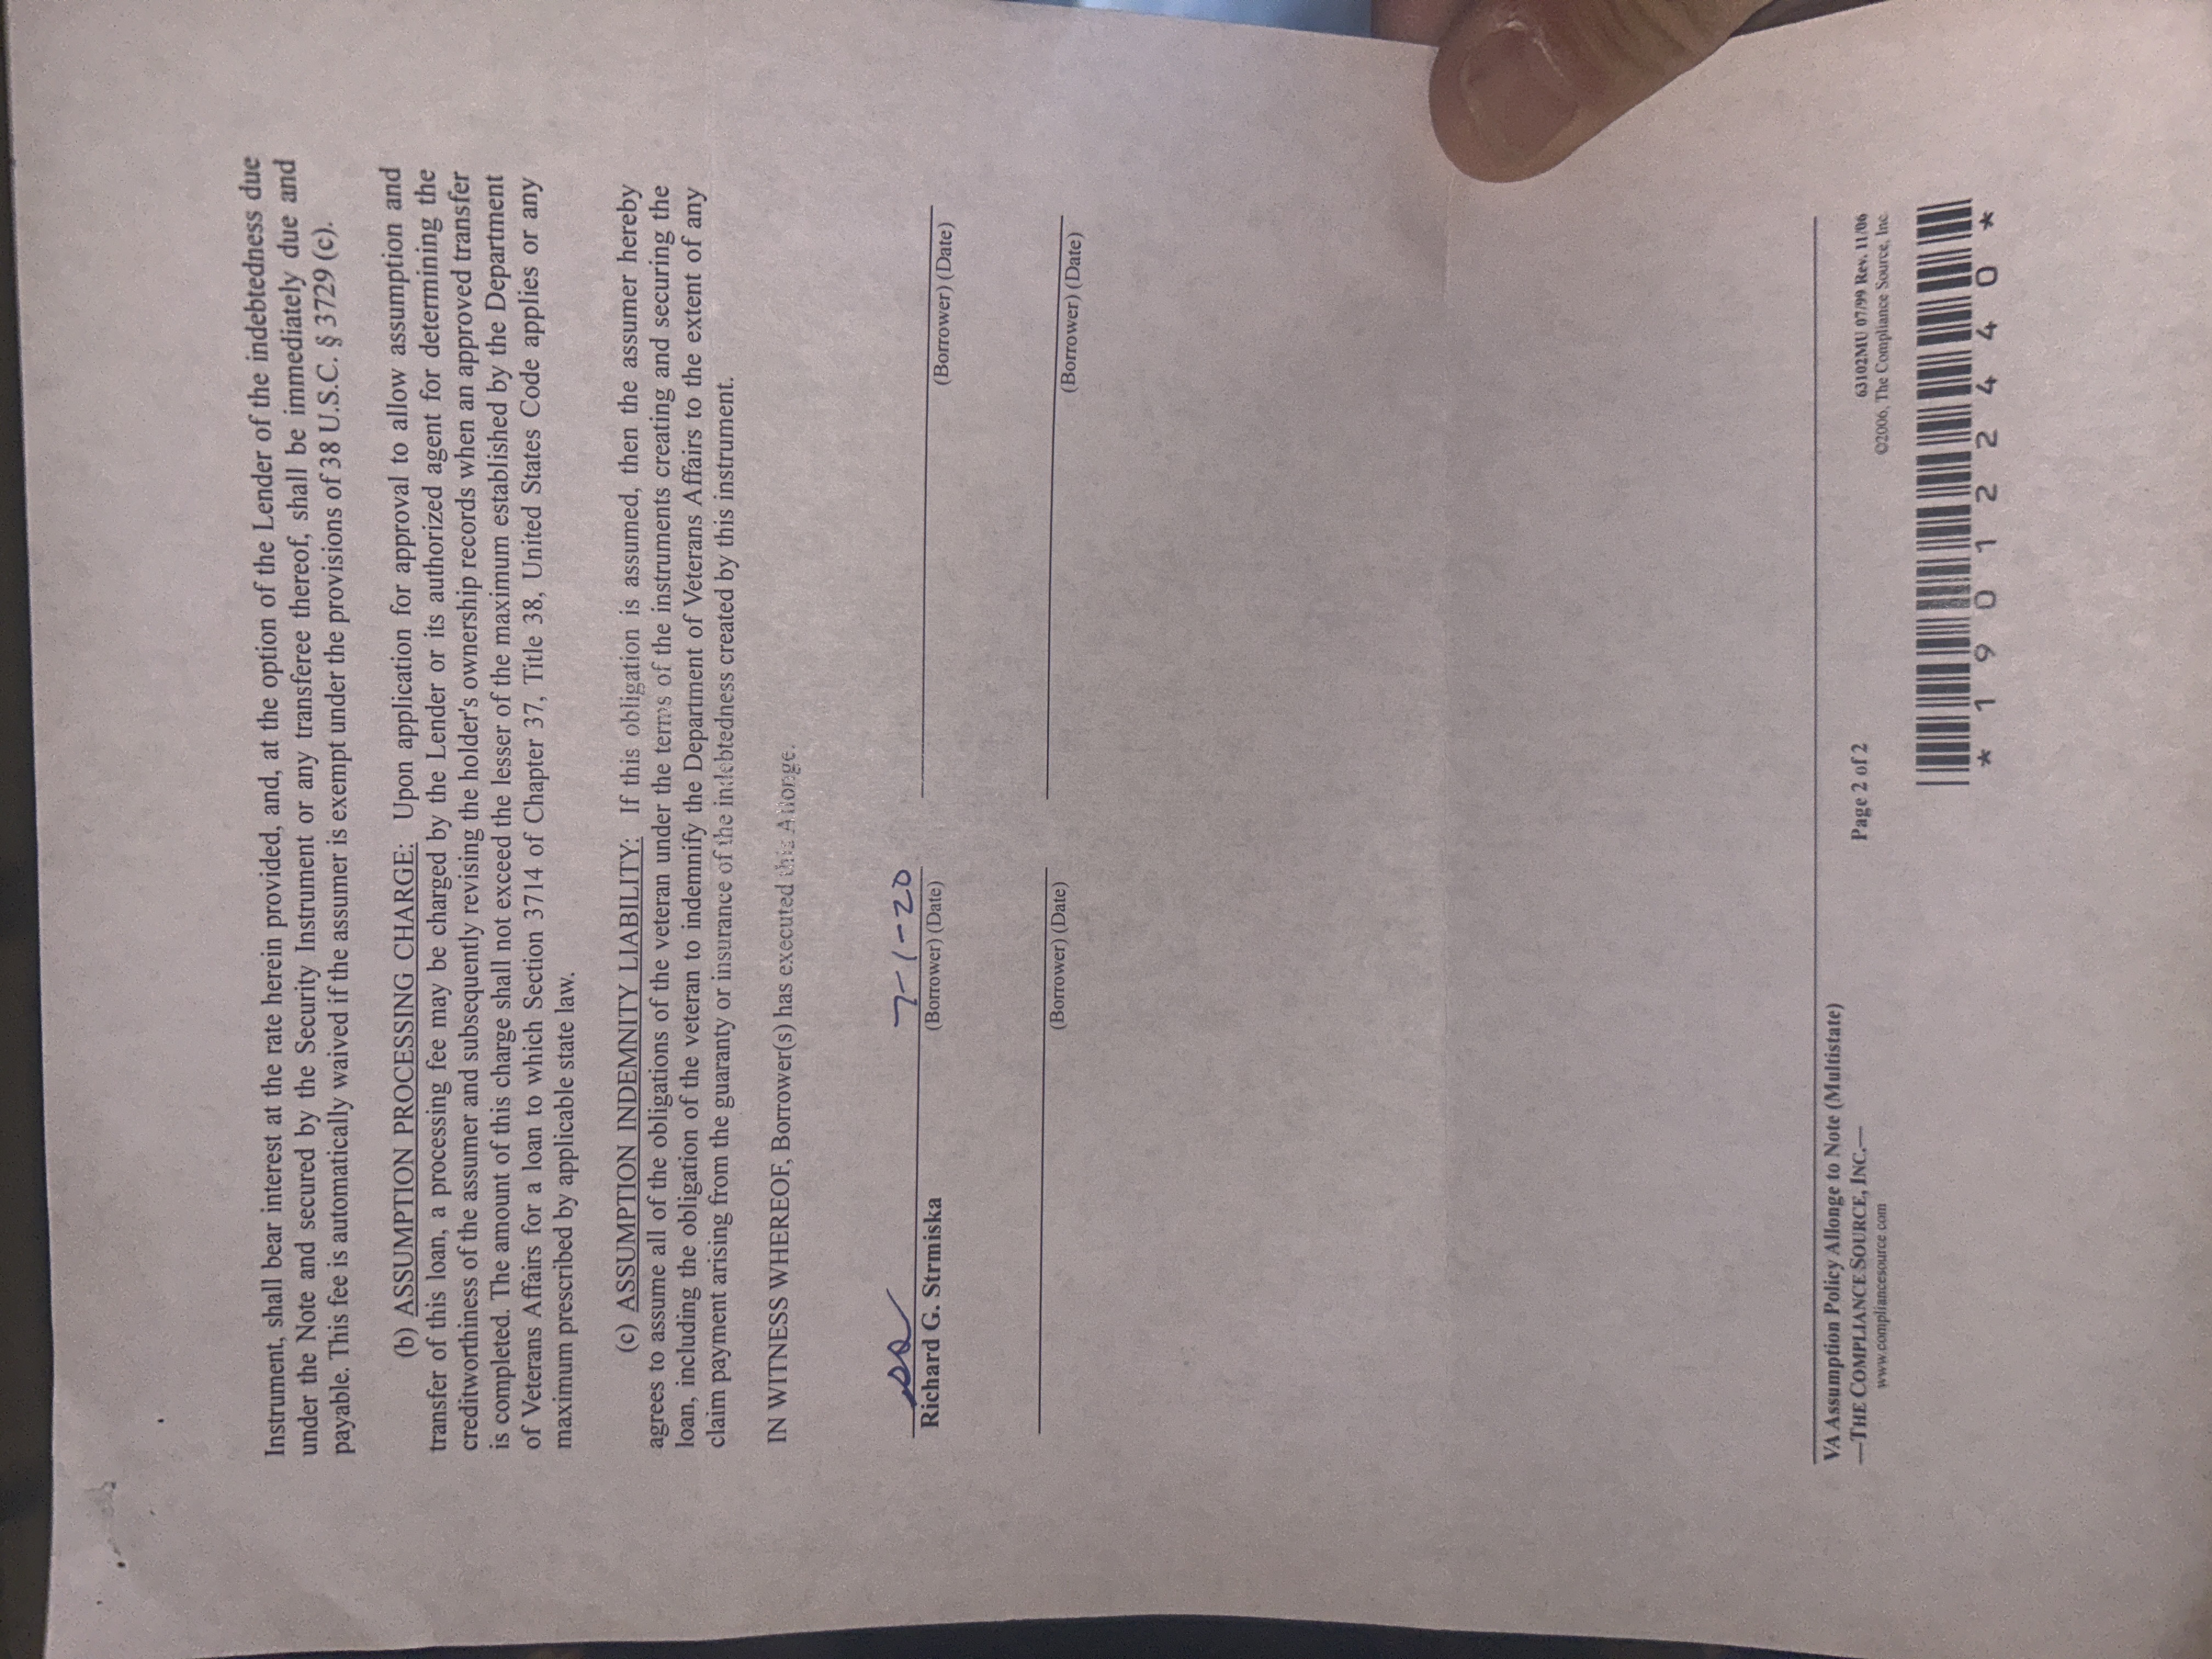 Instrument, shall bear interest at the rate herein provided, and, at the option of the Lender of the indebtedness due
under the Note and secured by the Security Instrument or any transferee thereof, shall be immediately due and
payable. This fee is automatically waived if the assumer is exempt under the provisions of 38 U.S.C. § 3729 (c).
(b) ASSUMPTION PROCESSING CHARGE: Upon application for approval to allow assumption and
transfer of this loan, a processing fee may be charged by the Lender or its authorized agent for determining the
creditworthiness of the assumer and subsequently revising the holder's ownership records when an approved transfer
is completed. The amount of this charge shall not exceed the lesser of the maximum established by the Department
of Veterans Affairs for a loan to which Section 3714 of Chapter 37, Title 38, United States Code applies or any
maximum prescribed by applicable state law.
(c) ASSUMPTION INDEMNITY LIABILITY: If this obligation is assumed, then the assumer hereby
agrees to assume all of the obligations of the veteran under the terms of the instruments creating and securing the
loan, including the obligation of the veteran to indemnify the Department of Veterans Affairs to the extent of any
claim payment arising from the guaranty or insurance of the indebtedness created by this instrument.
IN WITNESS WHEREOF, Borrower(s) has executed this Allonge.
7-1-20
Richard G. Strmiska (Borrower) (Date) (Borrower) (Date)
(Borrower) (Date) (Borrower) (Date)
VA Assumption Policy Allonge to Note (Multistate)
—THE COMPLIANCE SOURCE, INC.— Page 2 of 2 63102MU 07/99 Rev. 11/06
www.compliancesource.com ©2006, The Compliance Source, Inc
* 1 9 0 1 2 2 4 4 0 *